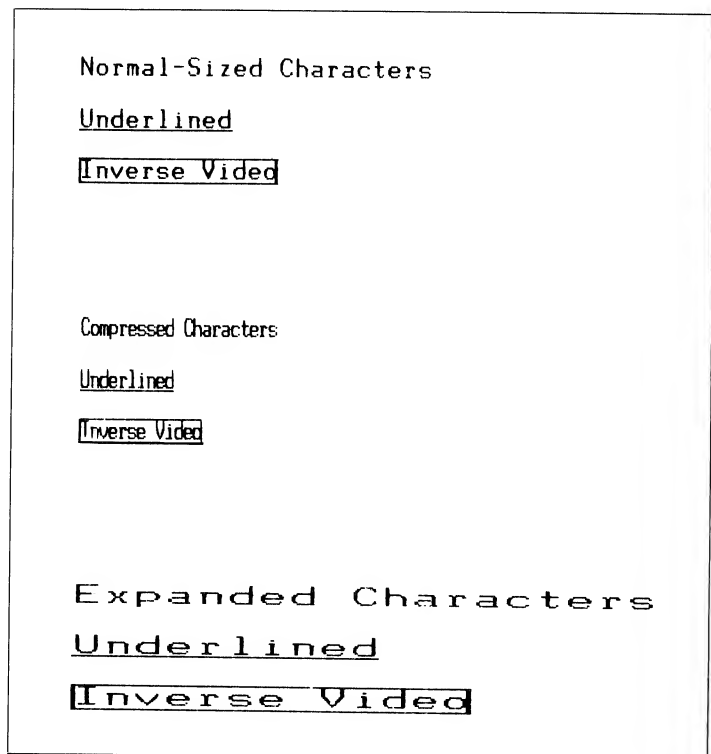 Normal-Sized Characters
Underlined
Inverse Video
Compressed Characters
Underlined
Inverse Video
Expanded Characters
Underlined
Inverse Video